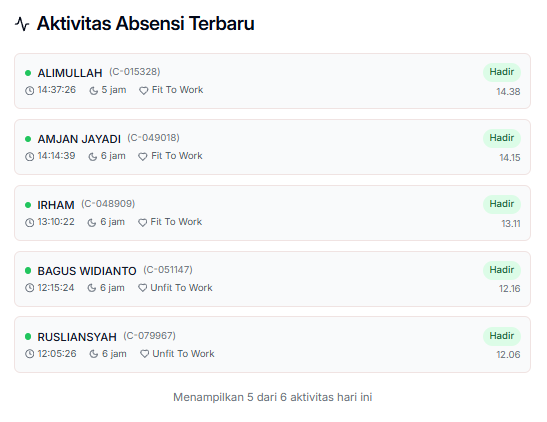 Aktivitas Absensi Terbaru
ALIMULLAH (C-015328) Hadir
14:37:26 5 jam Fit To Work 14.38
AMJAN JAYADI (C-049018) Hadir
14:14:39 6 jam Fit To Work 14.15
IRHAM (C-048909) Hadir
13:10:22 6 jam Fit To Work 13.11
BAGUS WIDIANTO (C-051147) Hadir
12:15:24 6 jam Unfit To Work 12.16
RUSLIANSYAH (C-079967) Hadir
12:05:26 6 jam Unfit To Work 12.06
Menampilkan 5 dari 6 aktivitas hari ini